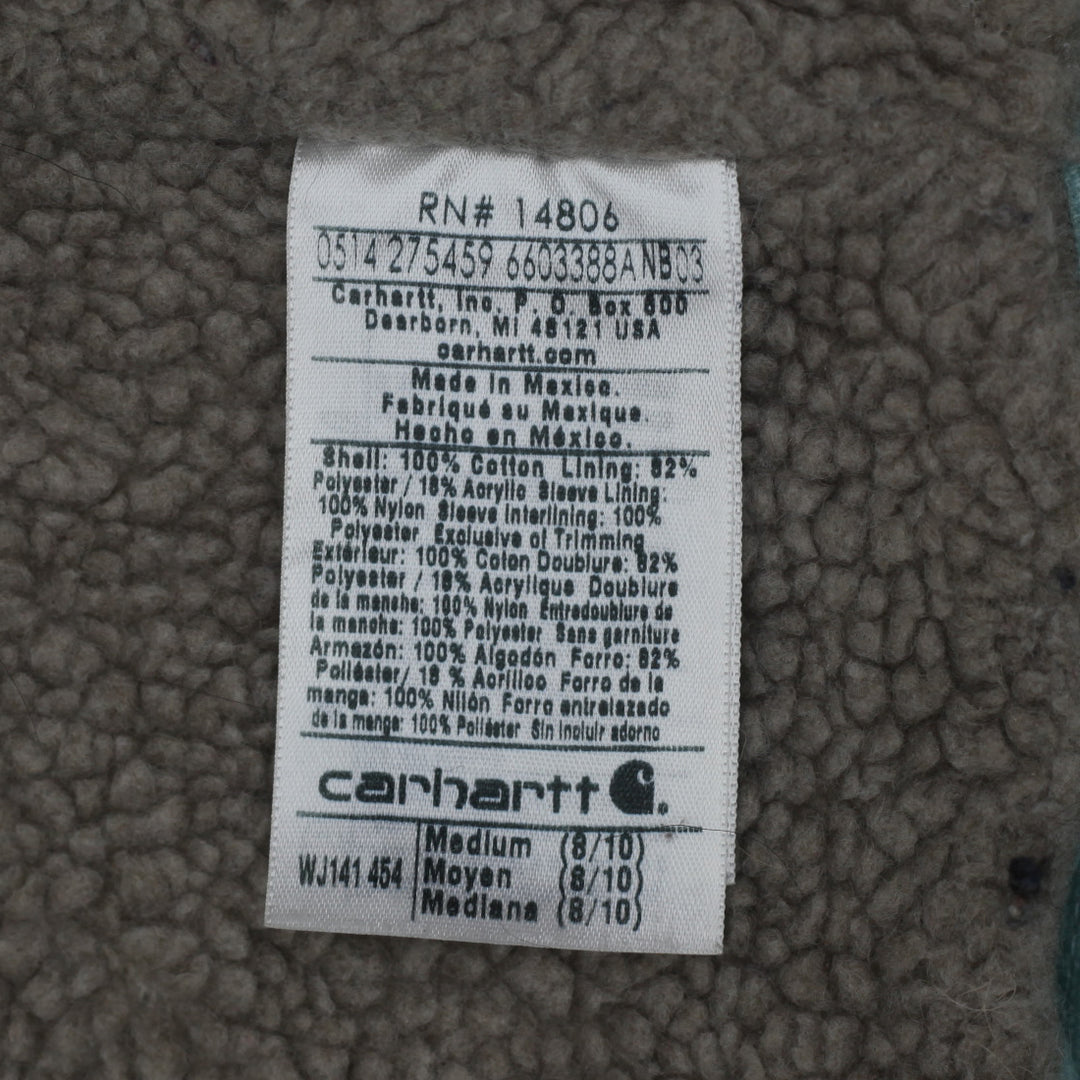 RN# 14806
0514 275459 6603388A NB03
Carhartt, Inc. P. O. Box 600
Dearborn, MI 48121 USA
carhartt.com
Made in Mexico.
Fabriqué au Mexique.
Hecho en México.
Shell: 100% Cotton Lining: 82%
Polyester / 18% Acrylic Sleeve Lining:
100% Nylon Sleeve Interlining: 100%
Polyester Exclusive of Trimming
Extérieur: 100% Coton Doublure: 82%
Polyester / 18% Acrylique Doublure
de la manche: 100% Nylon Entredoublure de
la manche: 100% Polyester Sans garniture
Armazón: 100% Algodón Forro: 82%
Poliéster/ 18 % Acrílico Forro de la
manga: 100% Nilón Forro entrelazado
de la manga: 100% Poliéster Sin incluir adorno
carhartt
WJ141 454
Medium (8/10)
Moyen (8/10)
Mediana (8/10)